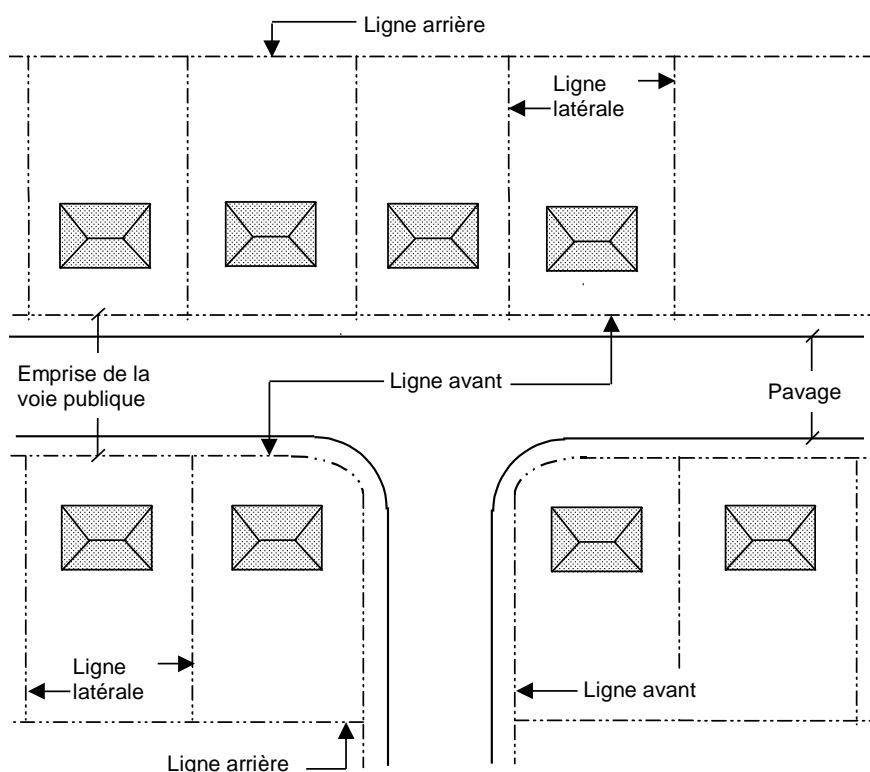 Ligne arrière
Ligne
latérale
Emprise de la
voie publique
Ligne avant
Pavage
Ligne
latérale
Ligne avant
Ligne arrière